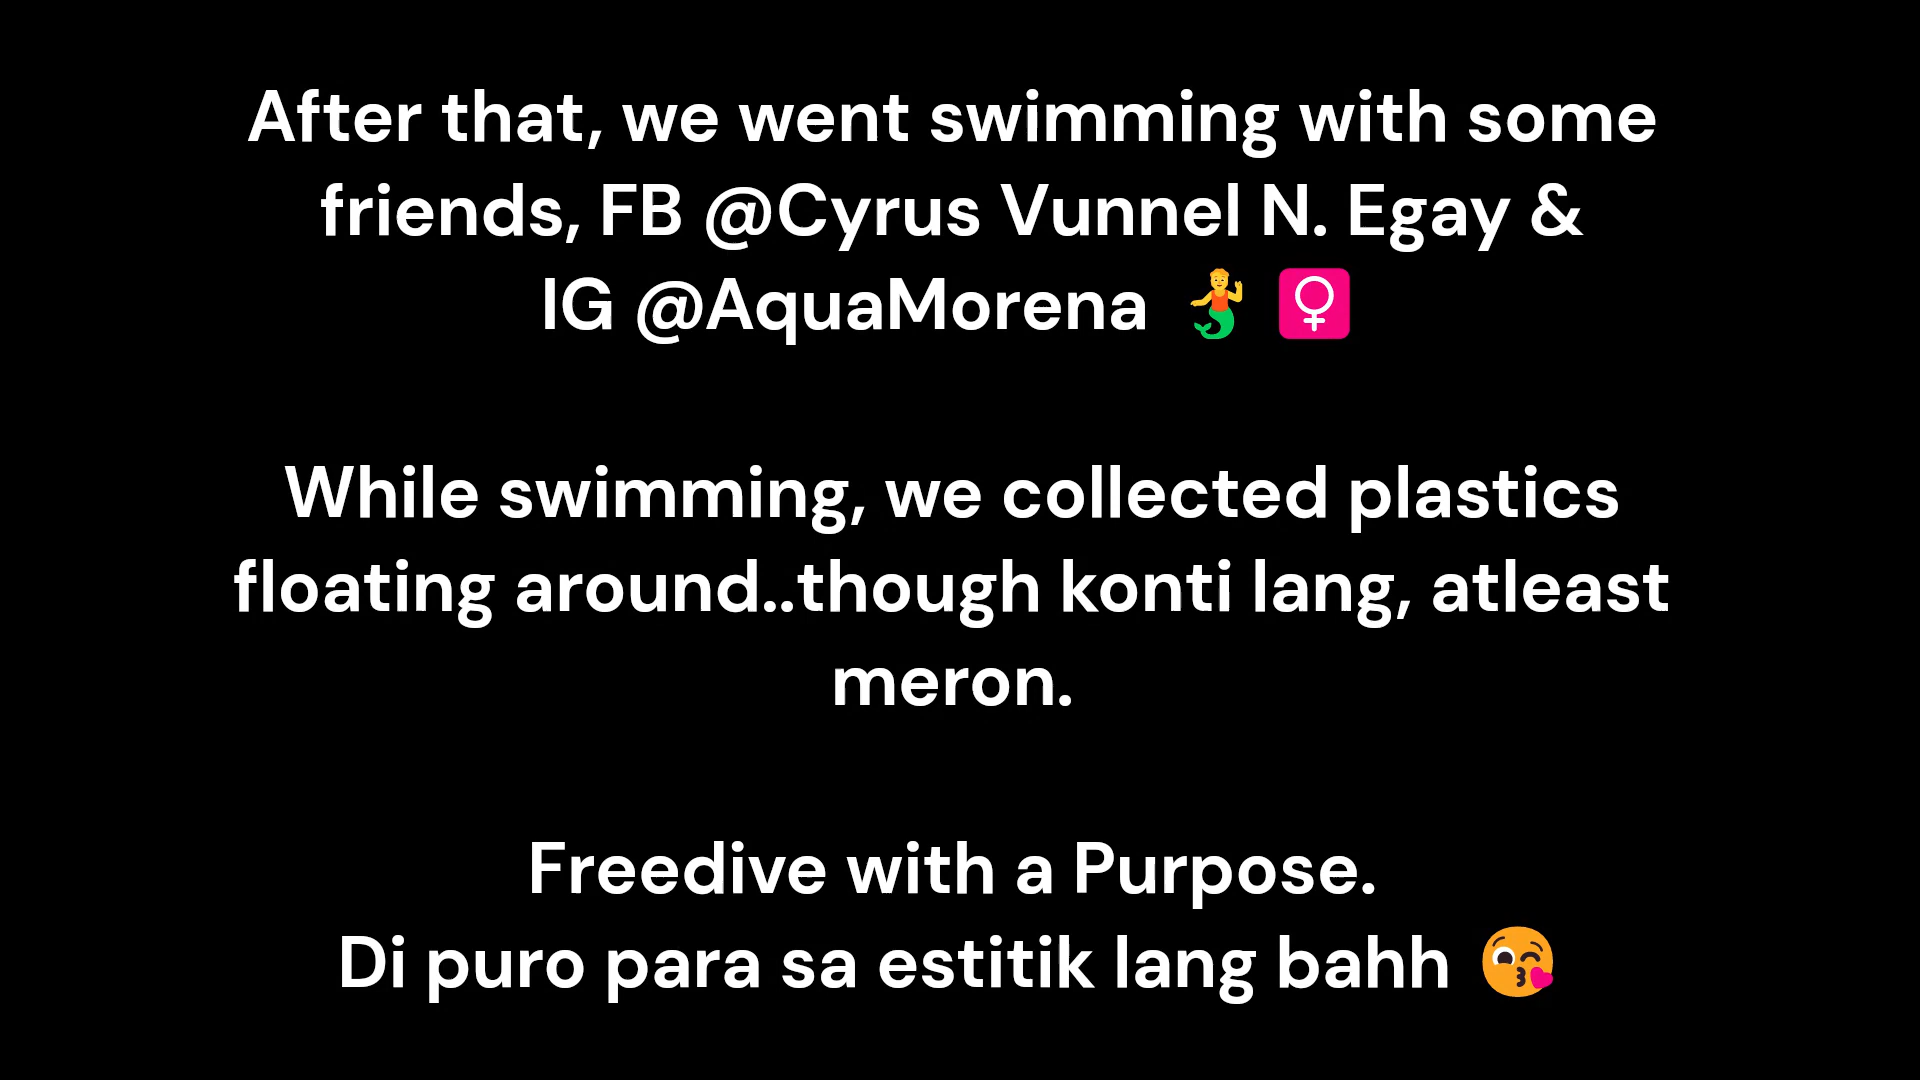 After that, we went swimming with some
friends, FB @Cyrus Vunnel N. Egay &
IG @AquaMorena 🧜 ♀
While swimming, we collected plastics
floating around..though konti lang, atleast
meron.
Freedive with a Purpose.
Di puro para sa estitik lang bahh 😘